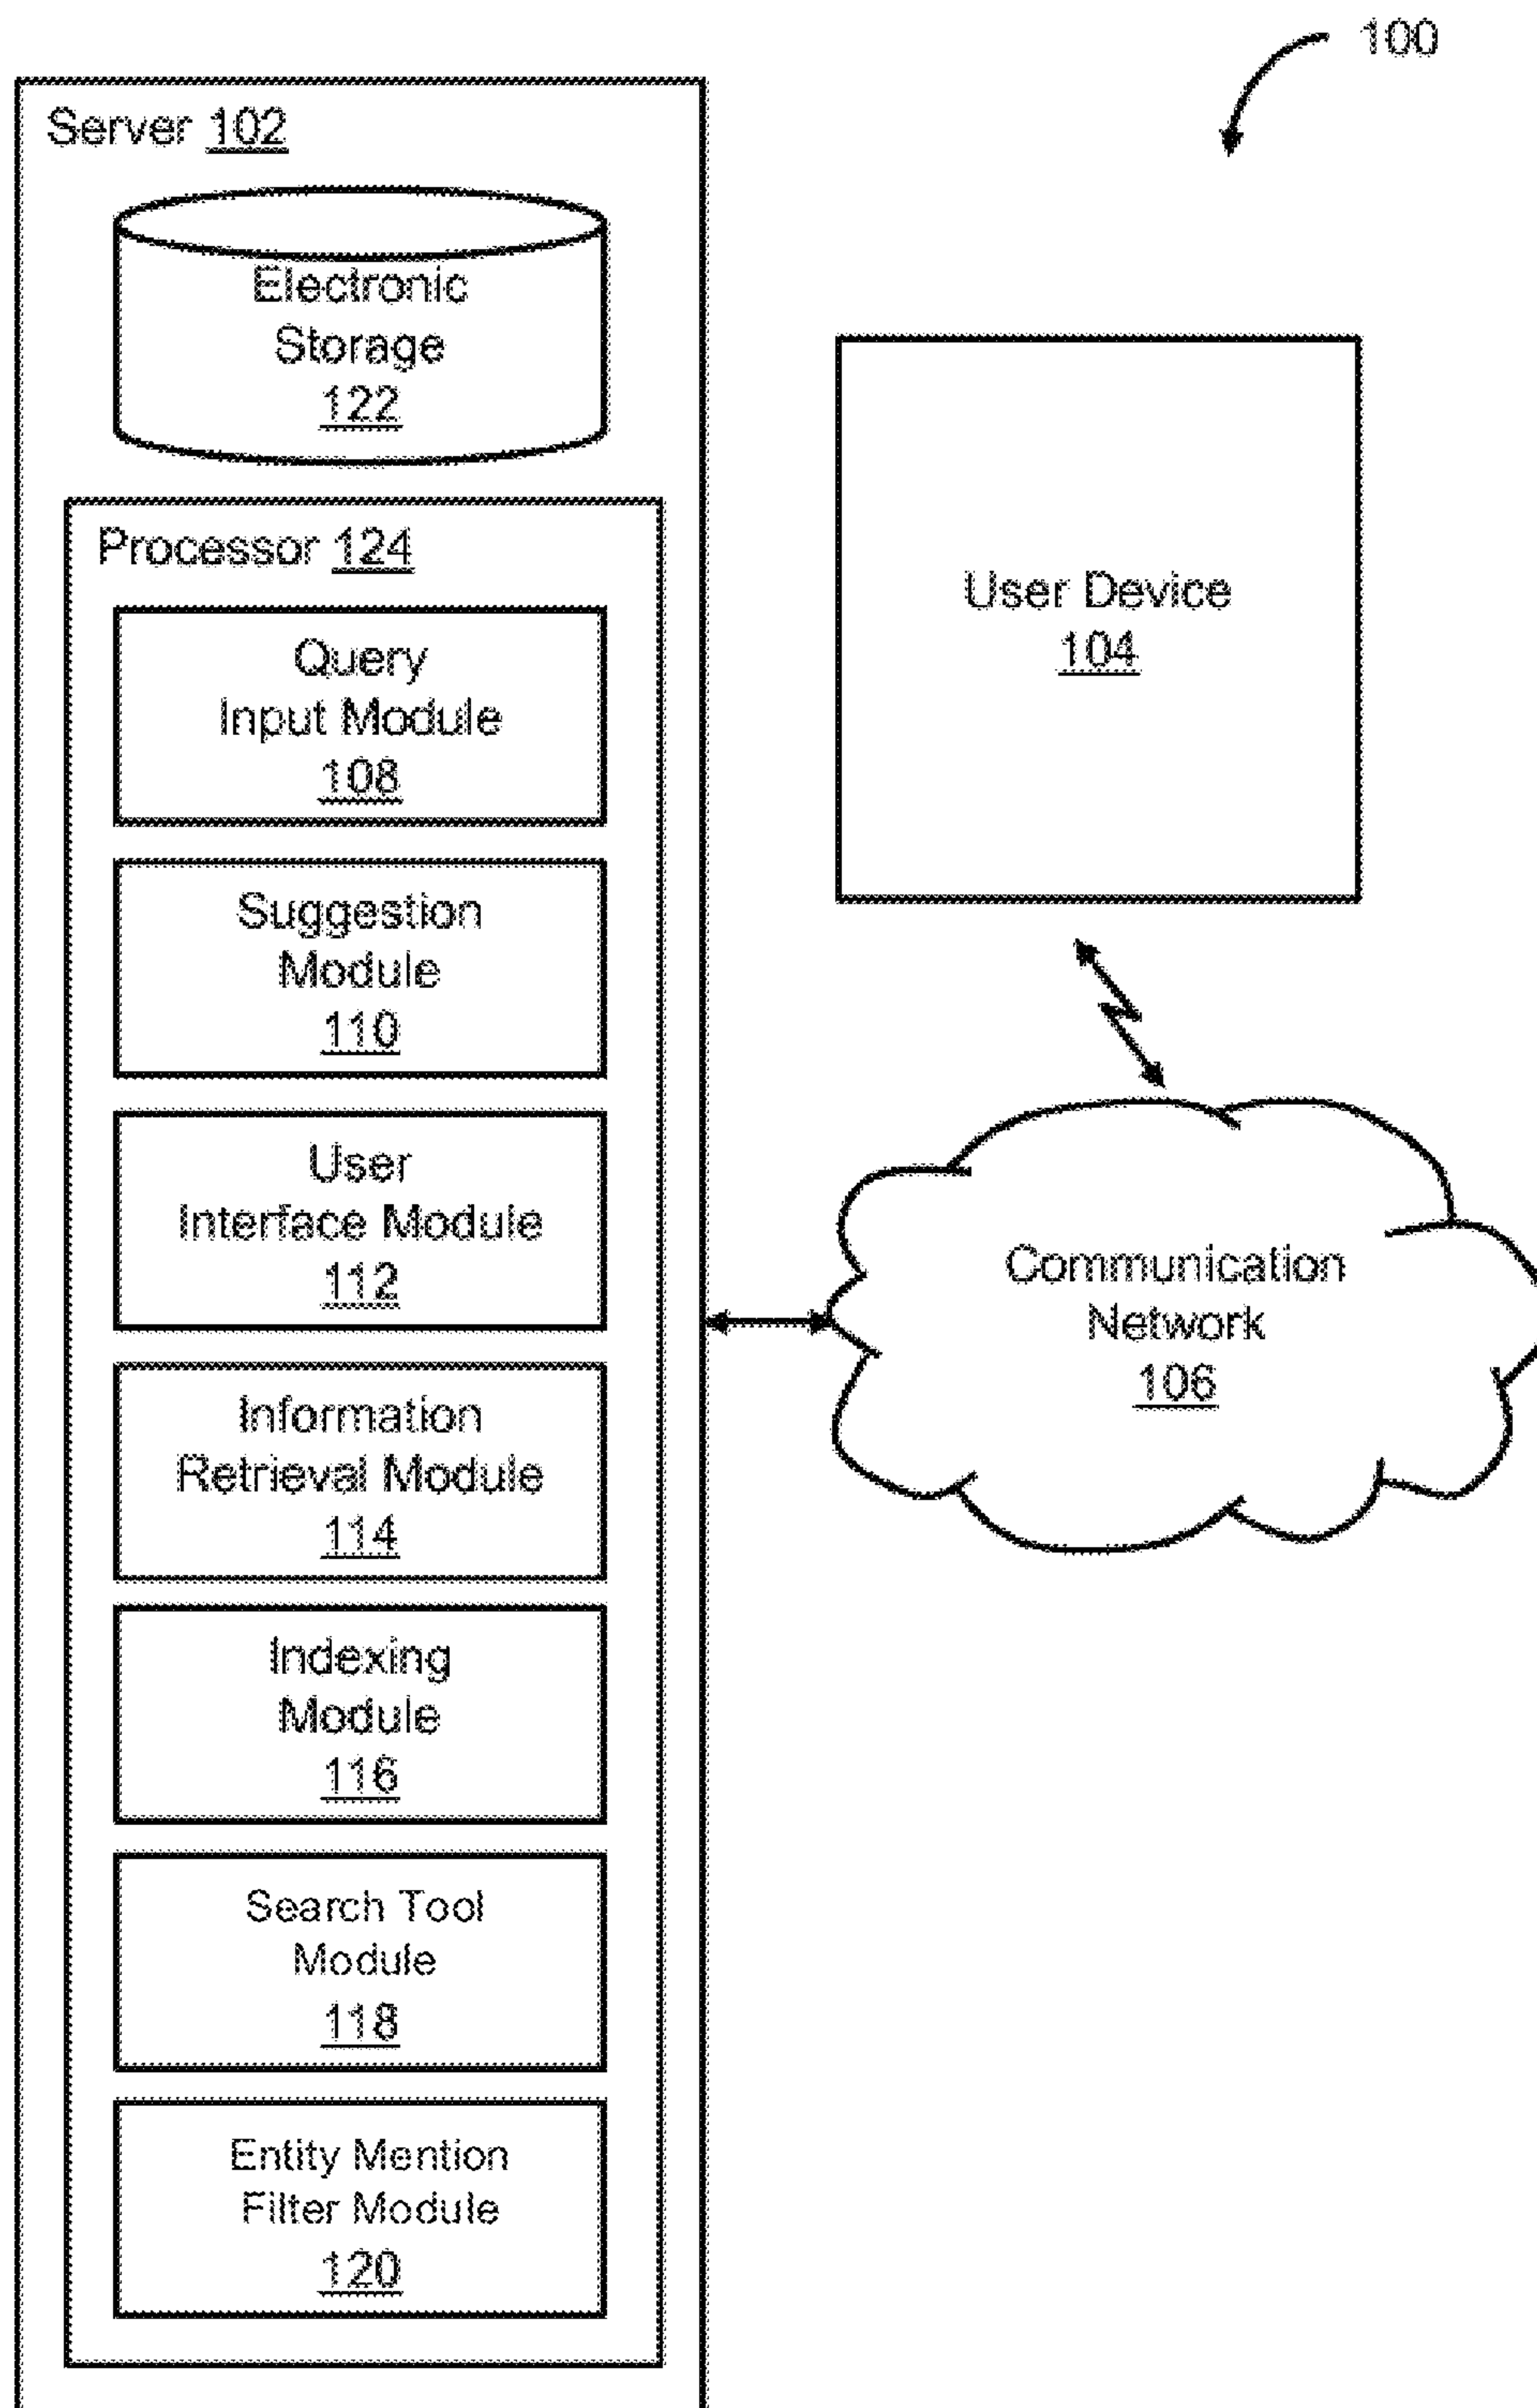 100
Server 102
Electronic
Storage
122
Processor 124
Query
Input Module
108
Suggestion
Module
110
User
Interface Module
112
Information
Retrieval Module
114
Indexing
Module
116
Search Tool
Module
118
Entity Mention
Filter Module
120
User Device
104
Communication
Network
106